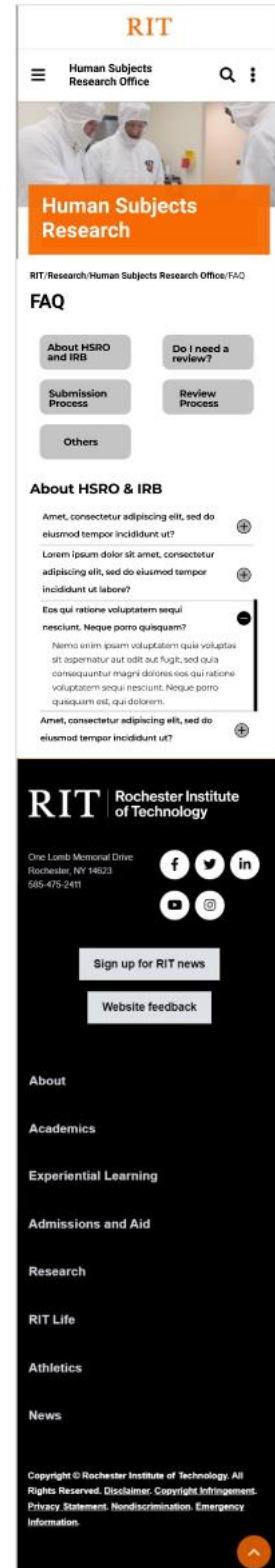 RIT
Human Subjects
Research Office
Human Subjects
Research
RIT/Research/Human Subjects Research Office/FAQ
FAQ
About HSRO
and IRB
Do I need a
review?
Submission
Process
Review
Process
Others
About HSRO & IRB
Amet, consectetur adipiscing elit, sed do
eiusmod tempor incididunt ut?
Lorem ipsum dolor sit amet, consectetur
adipiscing elit, sed do eiusmod tempor
incididunt ut labore?
Eos qui ratione voluptatem sequi
nesciunt. Neque porro quisquam?
Nemo enim ipsam voluptatem quia voluptas
sit aspernatur aut odit aut fugit, sed quia
consequuntur magni dolores eos qui ratione
voluptatem sequi nesciunt. Neque porro
quisquam est, qui dolorem.
Amet, consectetur adipiscing elit, sed do
eiusmod tempor incididunt ut?
RIT | Rochester Institute
of Technology
One Lomb Memorial Drive
Rochester, NY 14623
585-475-2411
Sign up for RIT news
Website feedback
About
Academics
Experiential Learning
Admissions and Aid
Research
RIT Life
Athletics
News
Copyright © Rochester Institute of Technology. All
Rights Reserved. Disclaimer. Copyright Infringement.
Privacy Statement. Nondiscrimination. Emergency
Information.